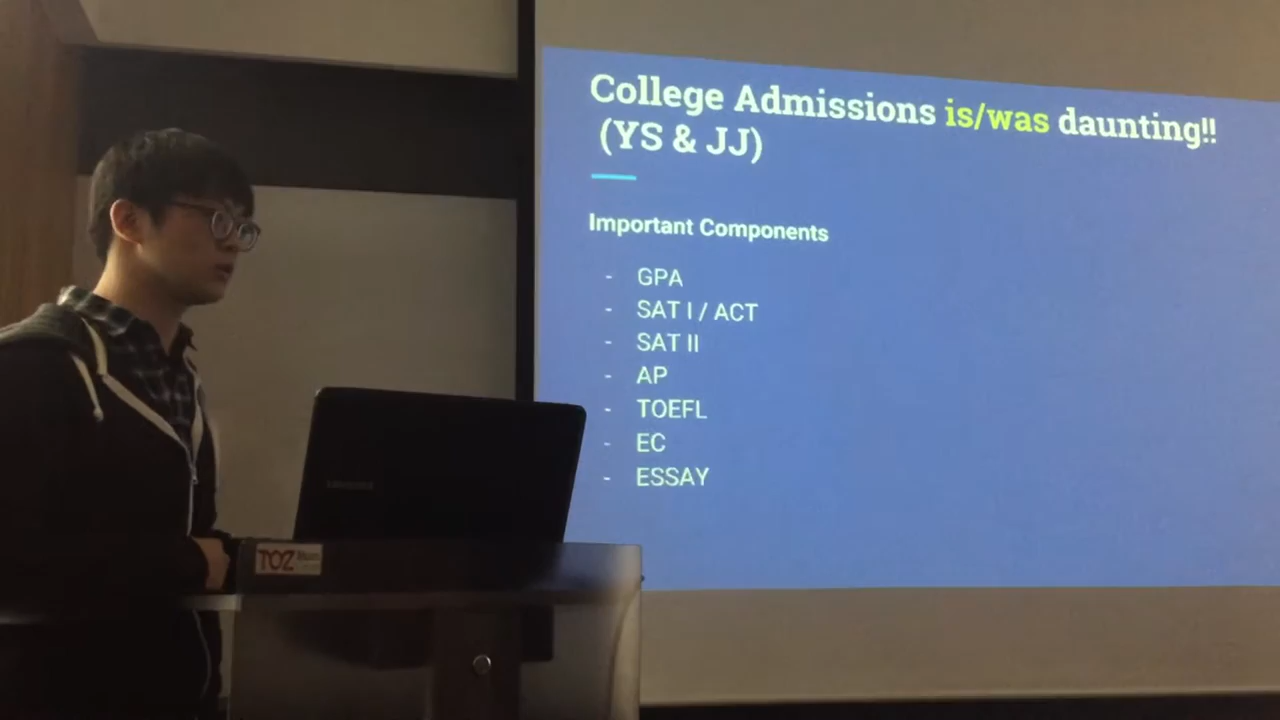 College Admissions is/was daunting!!
(YS & JJ)
Important Components
- GPA
- SAT I / ACT
- SAT II
- AP
- TOEFL
- EC
- ESSAY
SAMSUNG
TOZ